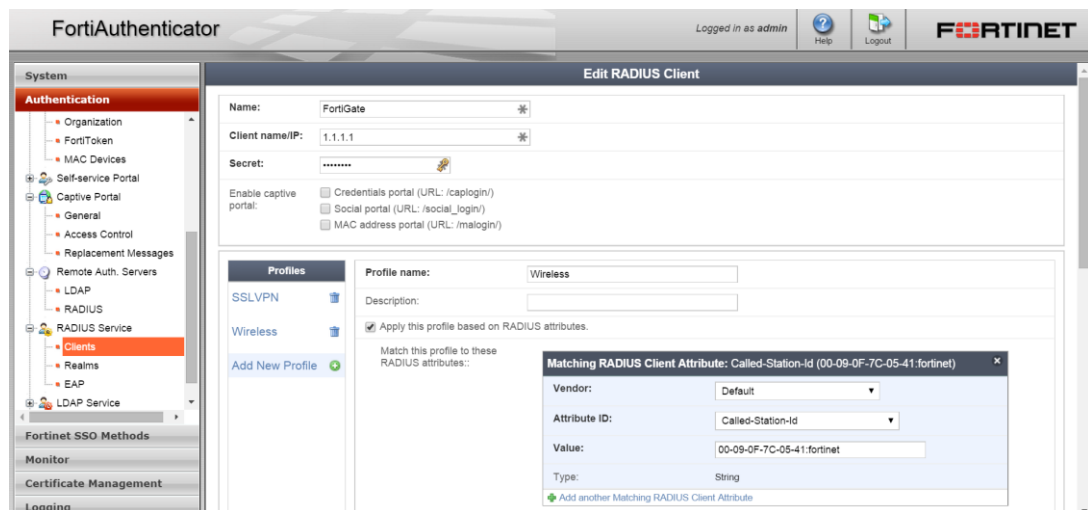 FortiAuthenticator
Logged in as admin
Help
Logout
FORTINET
System
Authentication
Organization
FortiToken
MAC Devices
Self-service Portal
Captive Portal
General
Access Control
Replacement Messages
Remote Auth. Servers
LDAP
RADIUS
RADIUS Service
Clients
Realms
EAP
LDAP Service
Fortinet SSO Methods
Monitor
Certificate Management
Logging
Edit RADIUS Client
Name: FortiGate
Client name/IP: 1.1.1.1
Secret: ••••••••
Enable captive portal:
Credentials portal (URL: /caplogin/)
Social portal (URL: /social_login/)
MAC address portal (URL: /malogin/)
Profiles
SSLVPN
Wireless
Add New Profile
Profile name: Wireless
Description:
Apply this profile based on RADIUS attributes.
Match this profile to these
RADIUS attributes::
Matching RADIUS Client Attribute: Called-Station-Id (00-09-0F-7C-05-41:fortinet)
Vendor: Default
Attribute ID: Called-Station-Id
Value: 00-09-0F-7C-05-41:fortinet
Type: String
Add another Matching RADIUS Client Attribute